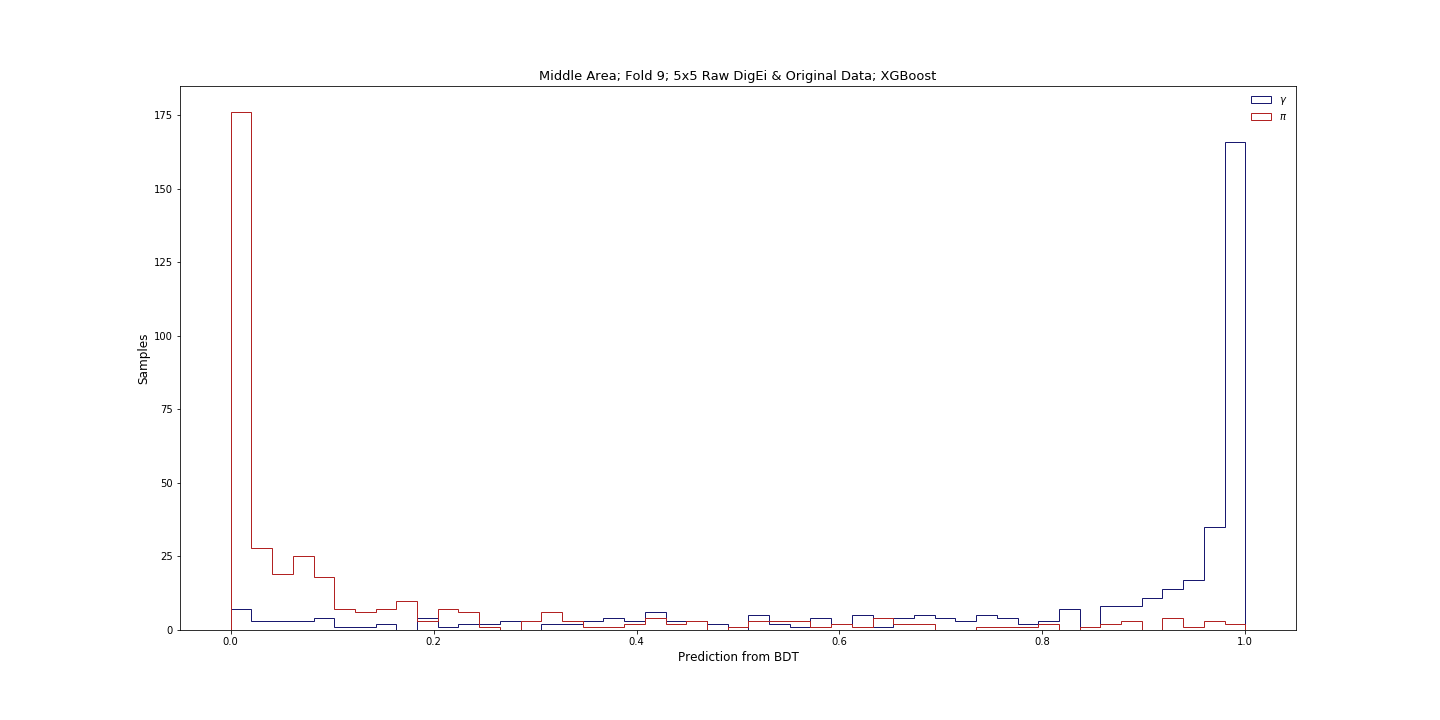 Middle Area; Fold 9; 5x5 Raw DigEi & Original Data; XGBoost
γ
π
175
150
125
100
75
50
25
0
Samples
0.0 0.2 0.4 0.6 0.8 1.0
Prediction from BDT